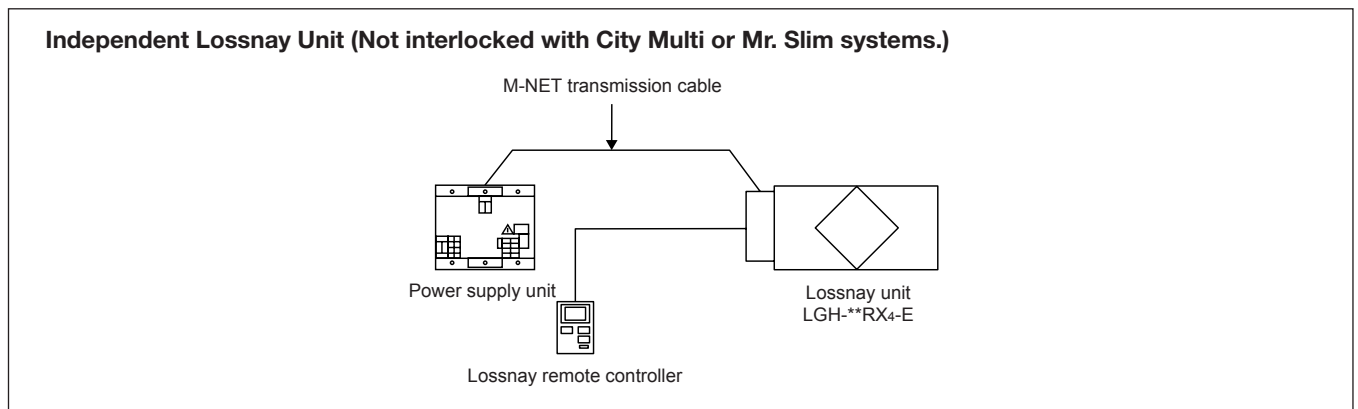 Independent Lossnay Unit (Not interlocked with City Multi or Mr. Slim systems.)
M-NET transmission cable
Power supply unit
Lossnay unit
LGH-**RX4-E
Lossnay remote controller